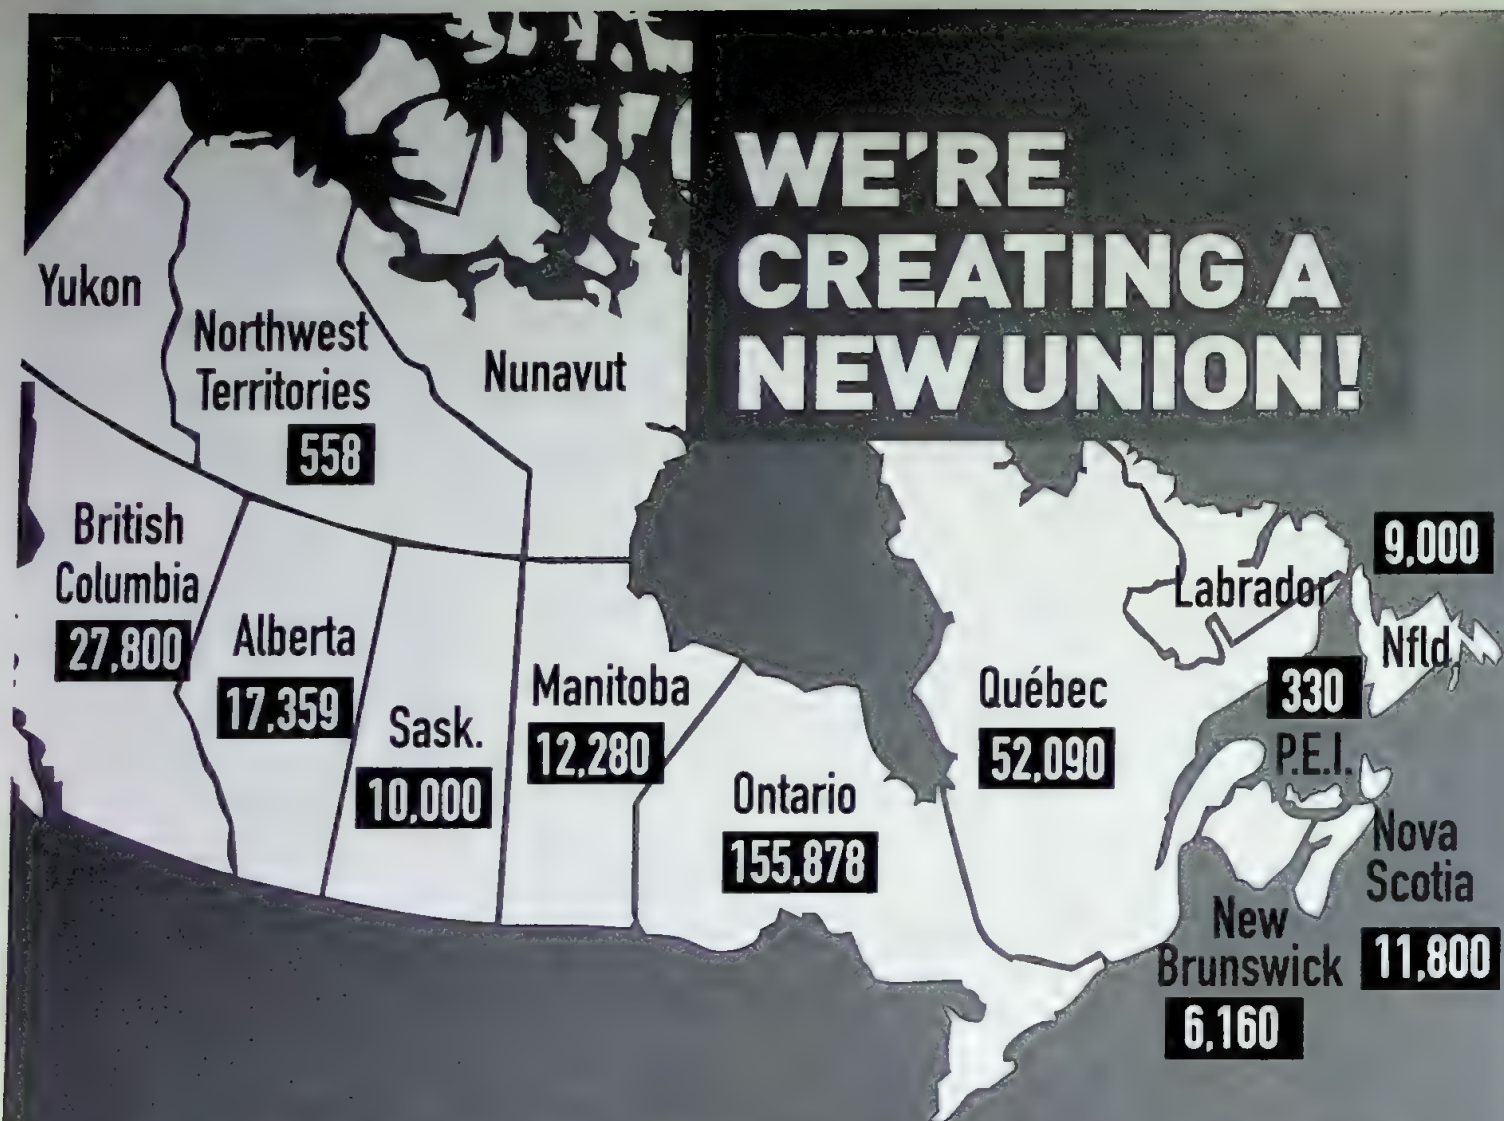 WE'RE
CREATING A
NEW UNION!
Yukon
Northwest
Territories
558
Nunavut
British
Columbia
27,800
Alberta
17,359
Sask.
10,000
Manitoba
12,280
Ontario
155,878
Québec
52,090
Labrador
9,000
Nfld.
330
P.E.I.
Nova
Scotia
11,800
New
Brunswick
6,160